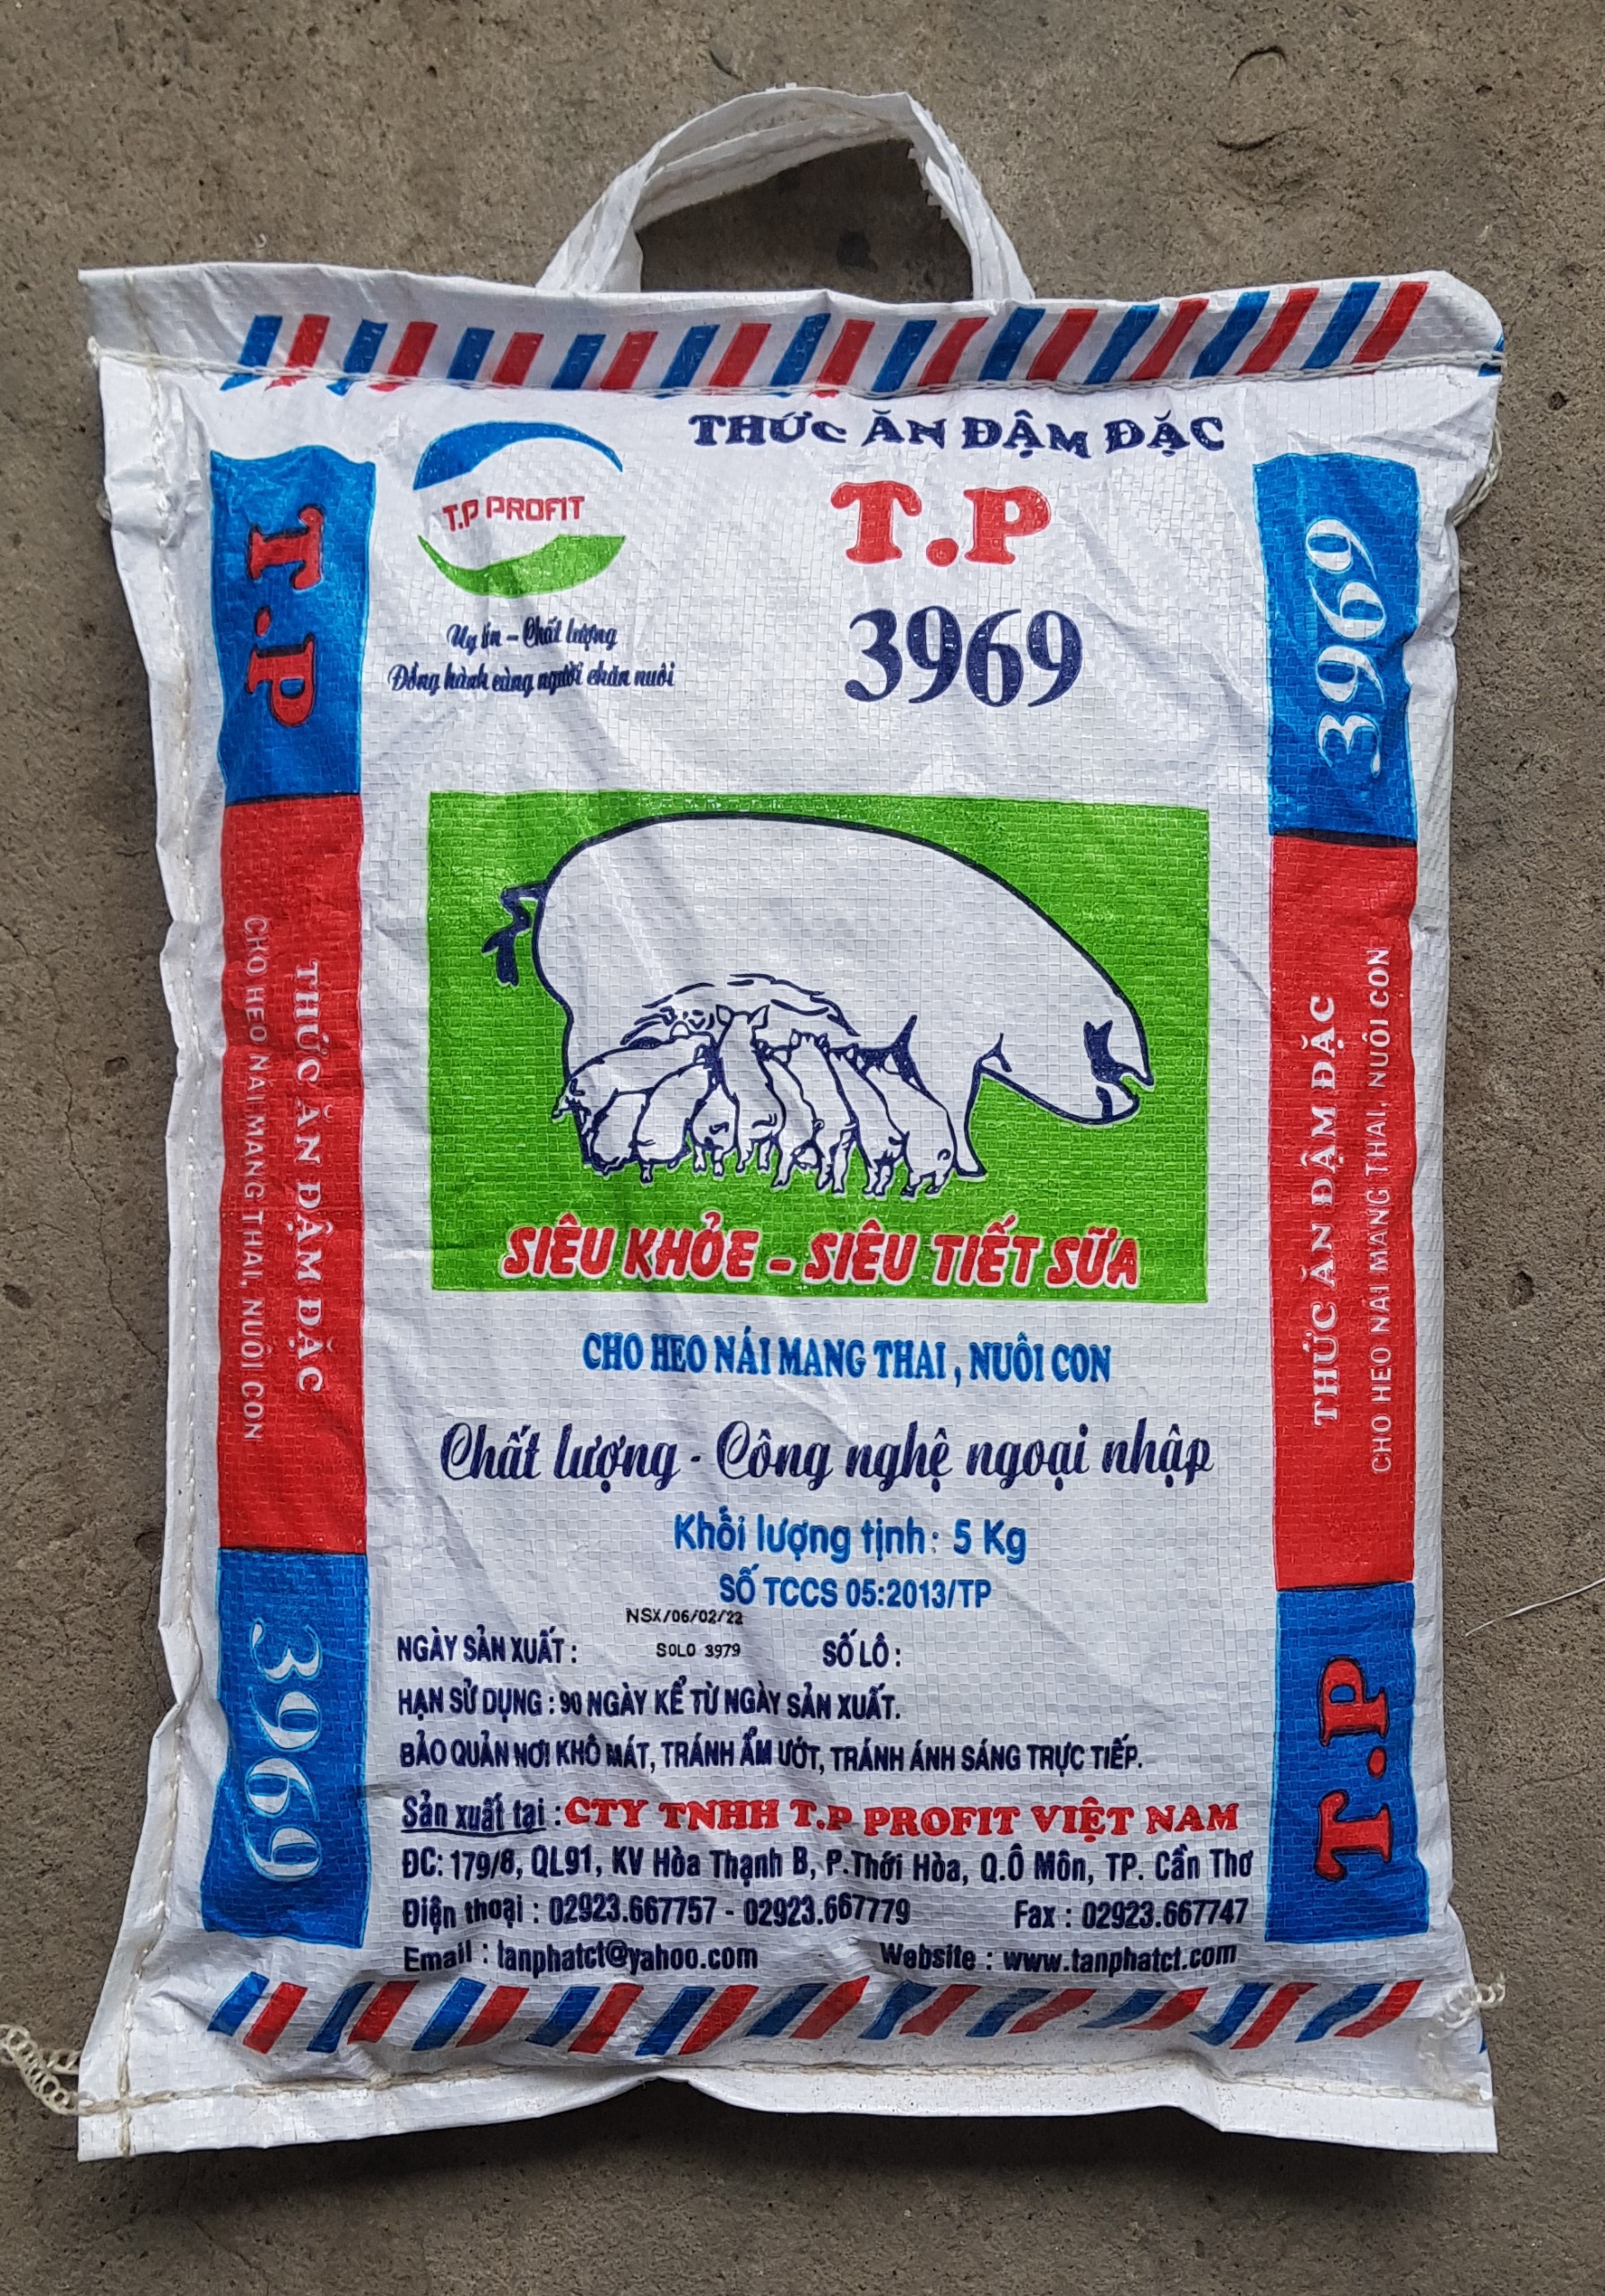 THỨC ĂN ĐẬM ĐẶC
T.P PROFIT
T.P
3969
Uy tín - Chất lượng
Đồng hành cùng người chăn nuôi
T.P
THỨC ĂN ĐẬM ĐẶC
CHO HEO NÁI MANG THAI, NUÔI CON
3969
3969
THỨC ĂN ĐẬM ĐẶC
CHO HEO NÁI MANG THAI, NUÔI CON
T.P
SIÊU KHỎE - SIÊU TIẾT SỮA
CHO HEO NÁI MANG THAI , NUÔI CON
Chất lượng - Công nghệ ngoại nhập
Khối lượng tịnh : 5 Kg
SỐ TCCS 05:2013/TP
NSX/06/02/22
NGÀY SẢN XUẤT : SOLO 3979 SỐ LÔ :
HẠN SỬ DỤNG : 90 NGÀY KỂ TỪ NGÀY SẢN XUẤT.
BẢO QUẢN NƠI KHÔ MÁT, TRÁNH ẨM ƯỚT, TRÁNH ÁNH SÁNG TRỰC TIẾP.
Sản xuất tại : CTY TNHH T.P PROFIT VIỆT NAM
ĐC: 179/8, QL91, KV Hòa Thạnh B, P.Thới Hòa, Q.Ô Môn, TP. Cần Thơ
Điện thoại : 02923.667757 - 02923.667779 Fax : 02923.667747
Email : tanphatct@yahoo.com Website : www.tanphatct.com